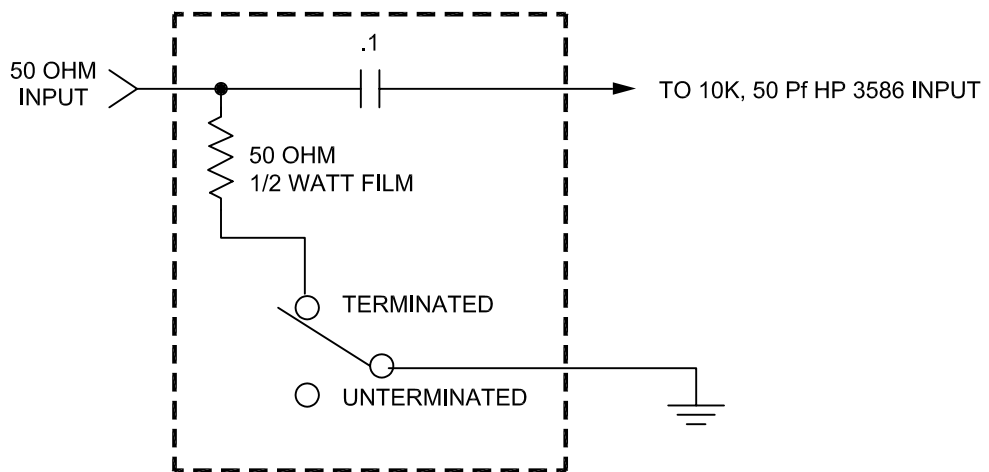 .1
50 OHM
INPUT
TO 10K, 50 Pf HP 3586 INPUT
50 OHM
1/2 WATT FILM
TERMINATED
UNTERMINATED